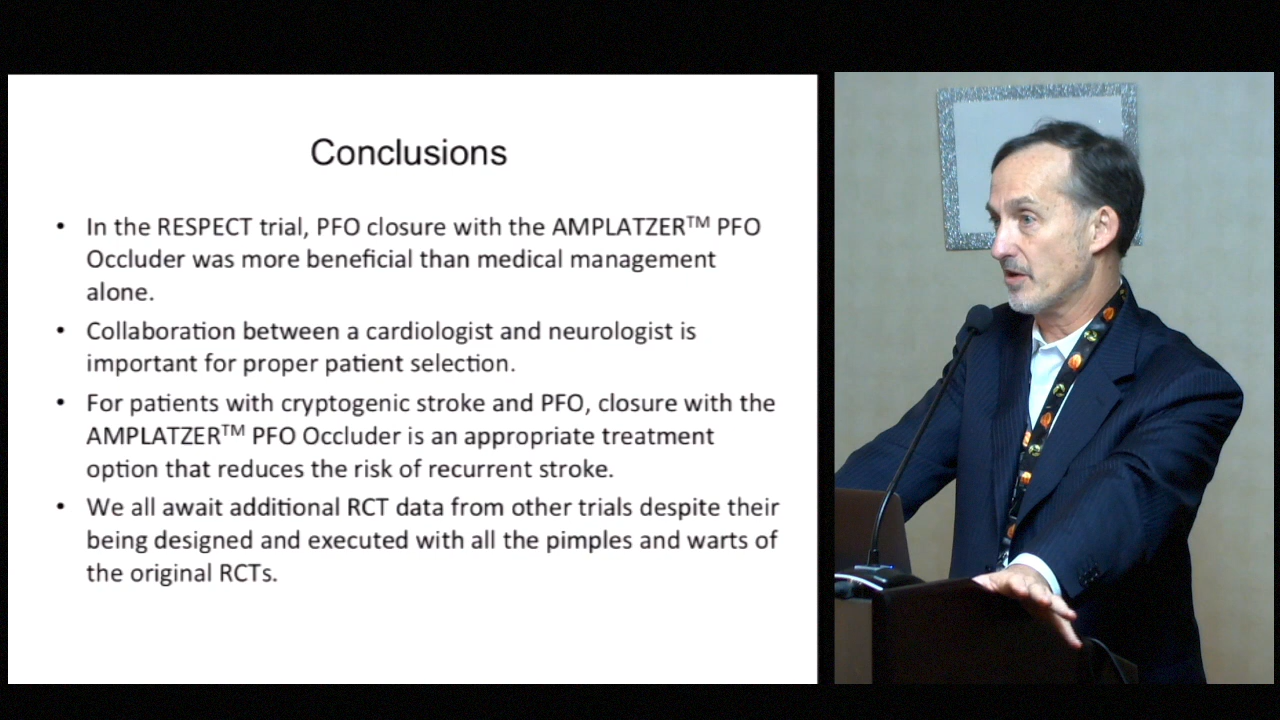 Conclusions
• In the RESPECT trial, PFO closure with the AMPLATZER™ PFO
Occluder was more beneficial than medical management
alone.
• Collaboration between a cardiologist and neurologist is
important for proper patient selection.
• For patients with cryptogenic stroke and PFO, closure with the
AMPLATZER™ PFO Occluder is an appropriate treatment
option that reduces the risk of recurrent stroke.
• We all await additional RCT data from other trials despite their
being designed and executed with all the pimples and warts of
the original RCTs.